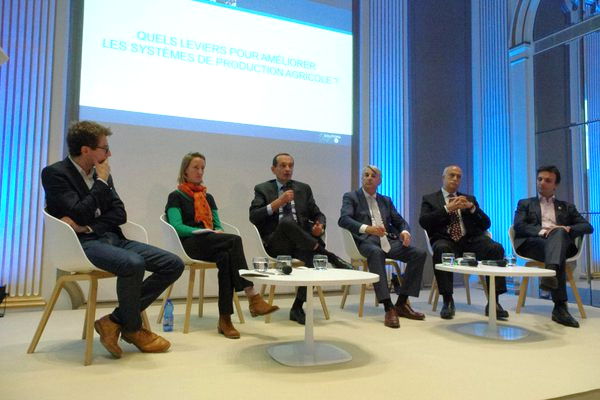 QUELS LEVIERS POUR AMÉLIORER
LES SYSTÈMES DE PRODUCTION AGRICOLE ?